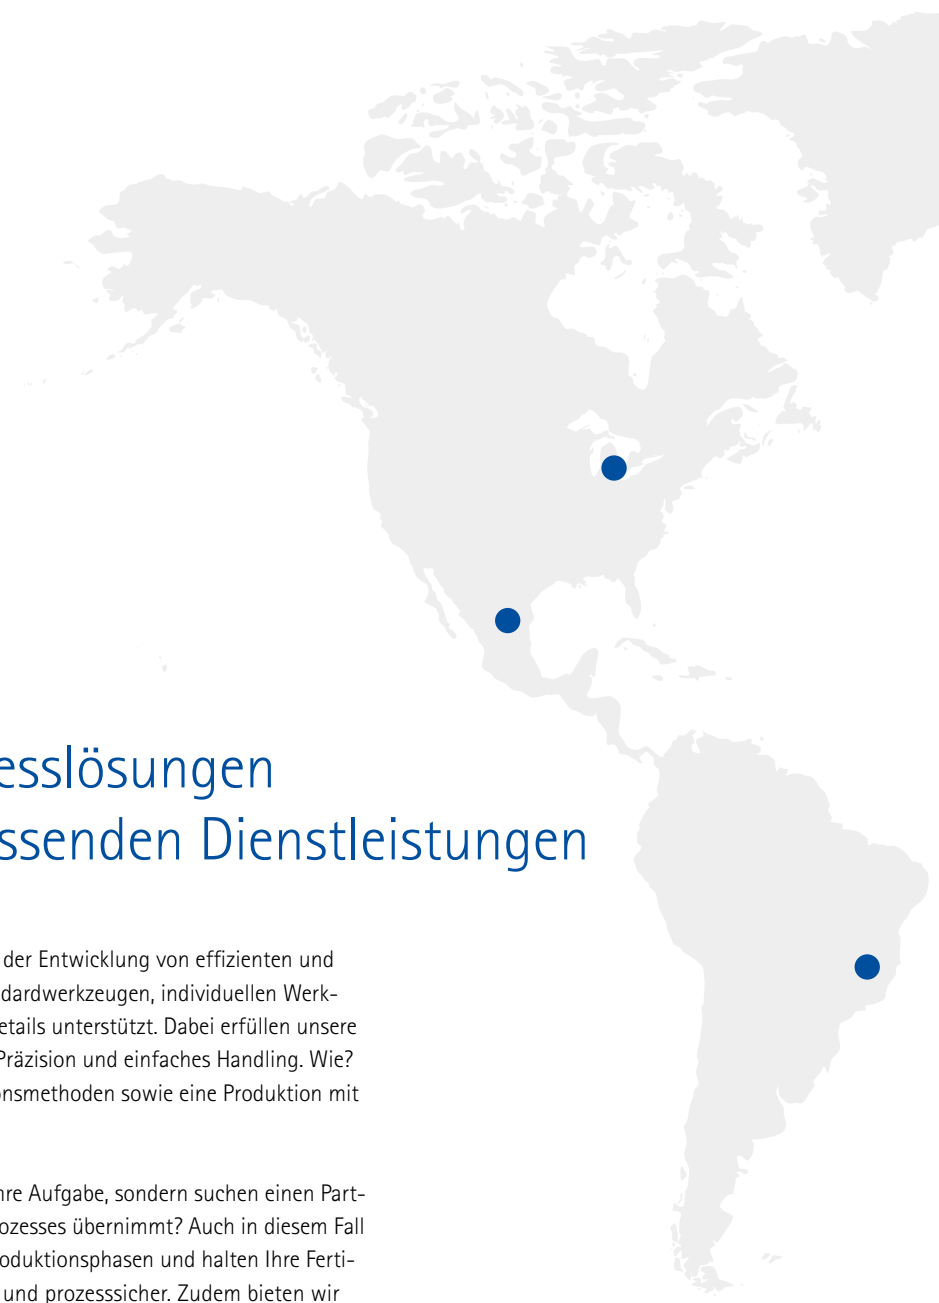 esslösungen
ssenden Dienstleistungen
der Entwicklung von effizienten und
dardwerkzeugen, individuellen Werk-
etails unterstützt. Dabei erfüllen unsere
Präzision und einfaches Handling. Wie?
onsmethoden sowie eine Produktion mit
hre Aufgabe, sondern suchen einen Part-
ozesses übernimmt? Auch in diesem Fall
oduktionsphasen und halten Ihre Ferti-
und prozesssicher. Zudem bieten wir